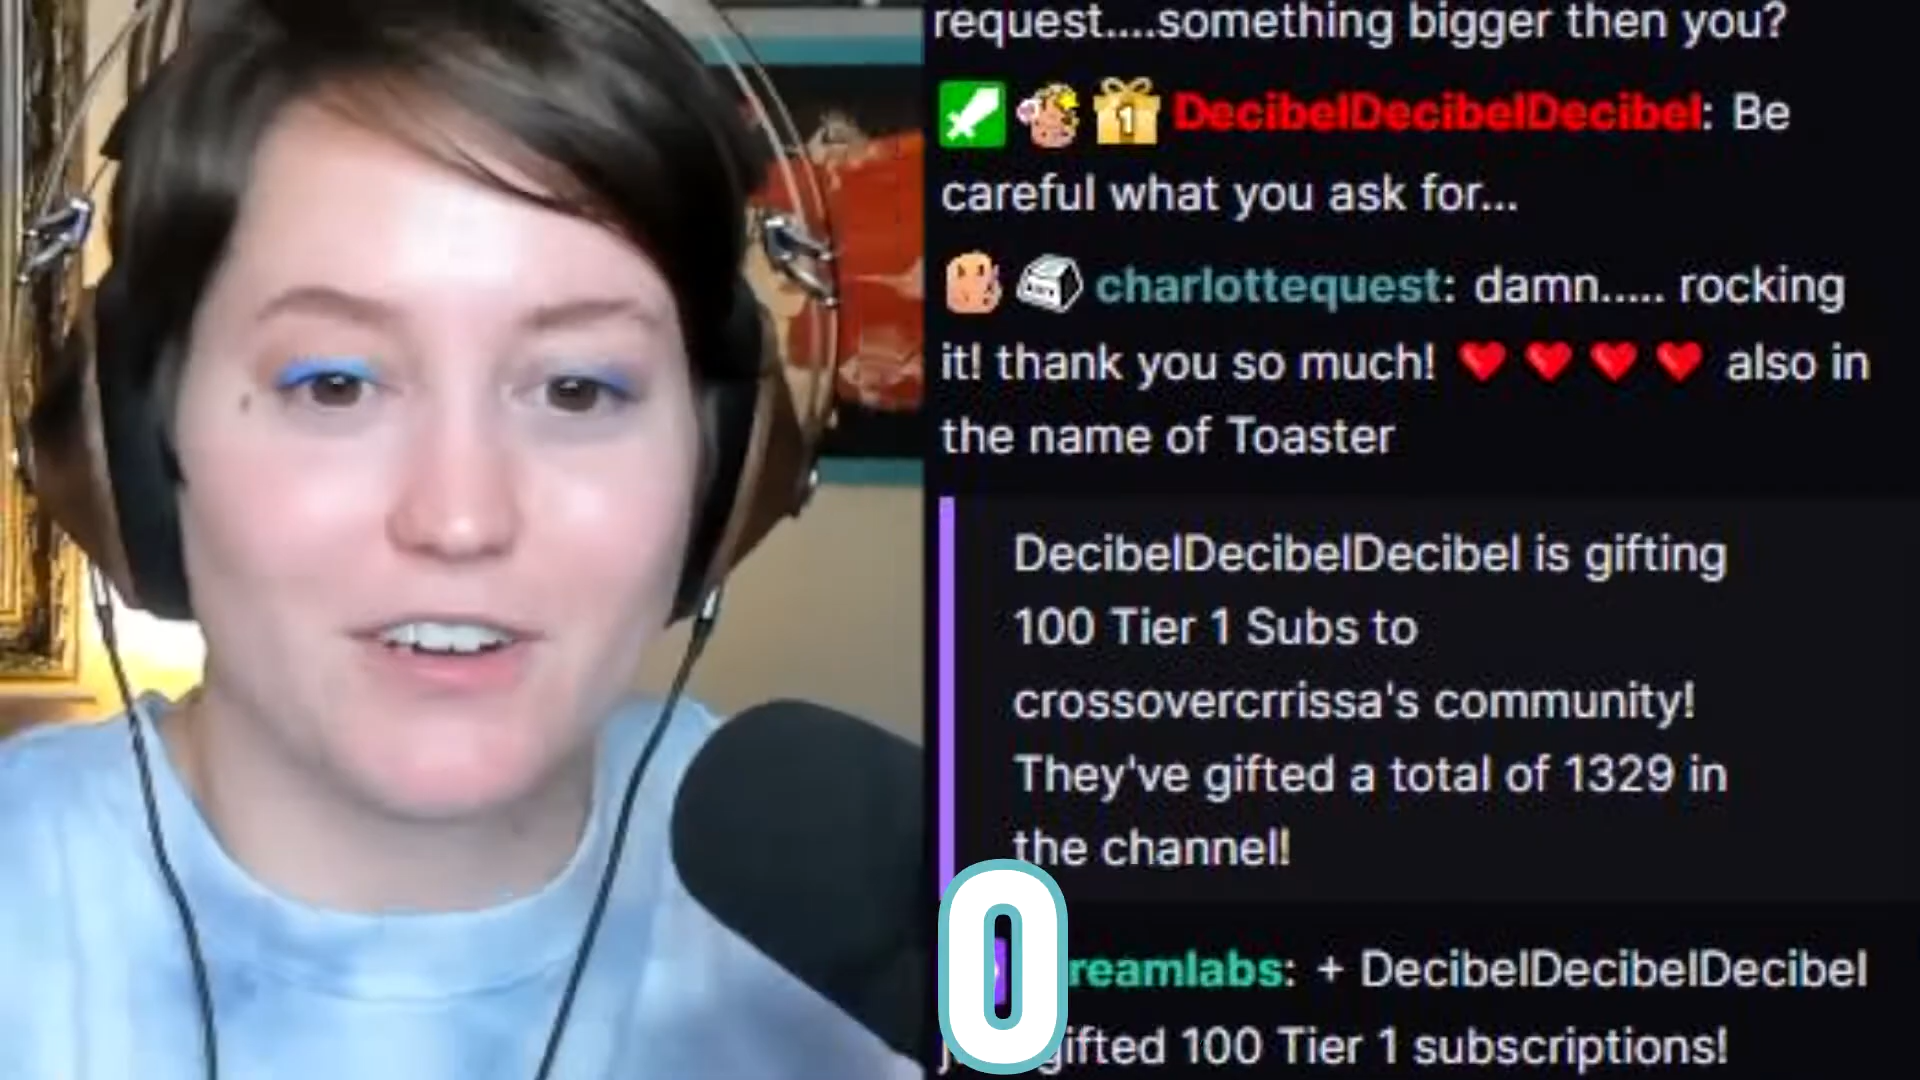 request....something bigger then you?
1 DecibelDecibelDecibel: Be
careful what you ask for...
charlottequest: damn..... rocking
it! thank you so much! also in
the name of Toaster
DecibelDecibelDecibel is gifting
100 Tier 1 Subs to
crossovercrrissa's community!
They've gifted a total of 1329 in
the channel!
0
reamlabs: + DecibelDecibelDecibel
gifted 100 Tier 1 subscriptions!